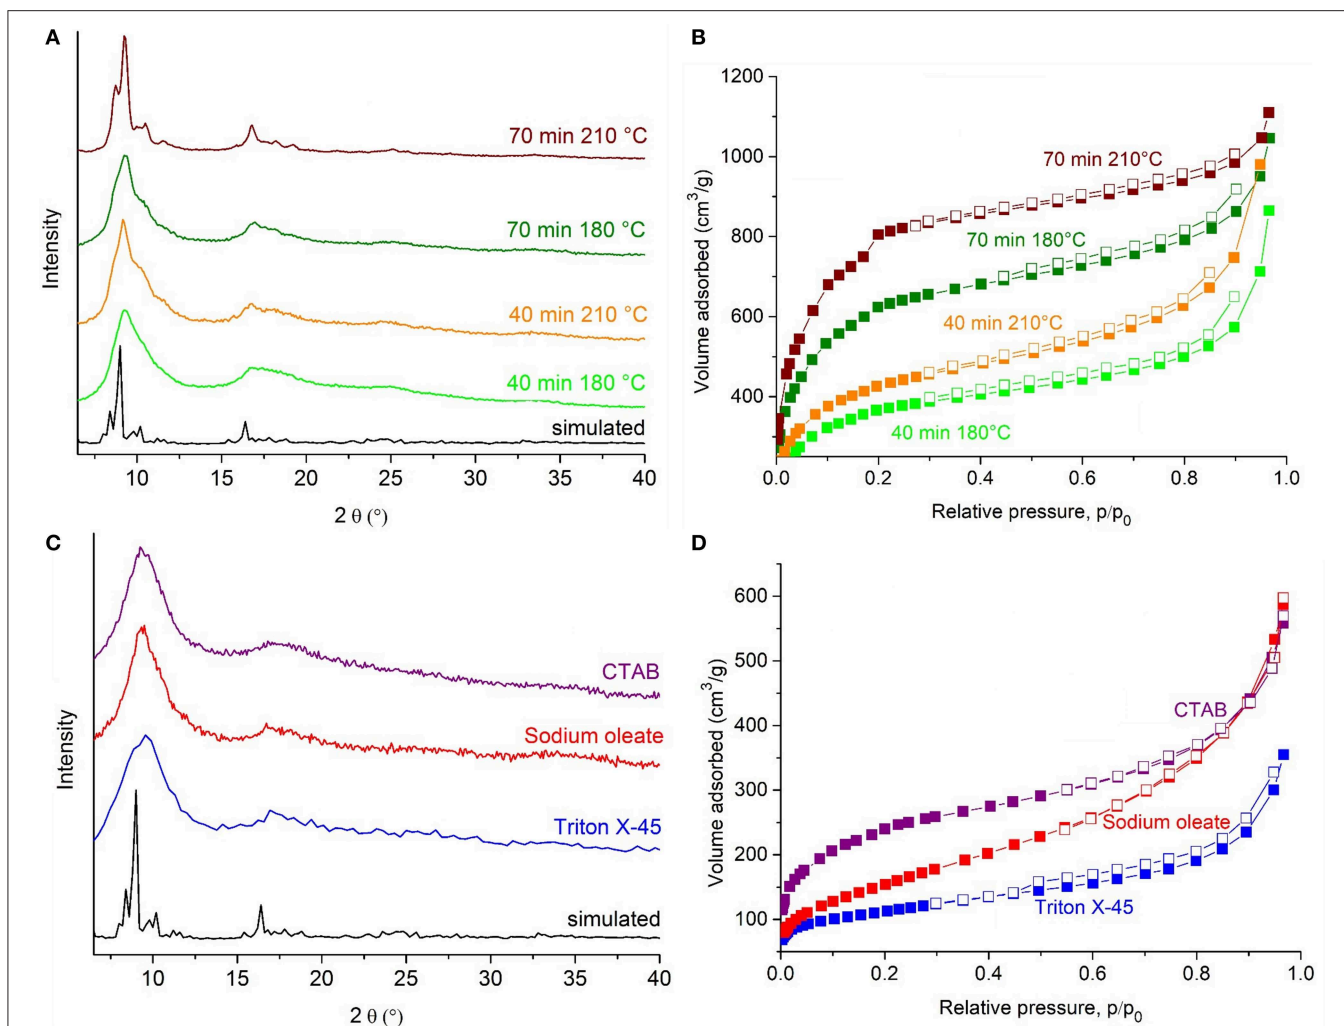 A
70 min 210 °C
70 min 180 °C
40 min 210 °C
40 min 180 °C
simulated
Intensity
10 15 20 25 30 35 40
2 θ (°)
B
1200
1000
800
600
400
70 min 210°C
70 min 180°C
40 min 210°C
40 min 180°C
Volume adsorbed (cm³/g)
0.0 0.2 0.4 0.6 0.8 1.0
Relative pressure, p/p₀
C
CTAB
Sodium oleate
Triton X-45
simulated
Intensity
10 15 20 25 30 35 40
2 θ (°)
D
600
500
400
300
200
100
CTAB
Sodium oleate
Triton X-45
Volume adsorbed (cm³/g)
0.0 0.2 0.4 0.6 0.8 1.0
Relative pressure, p/p₀